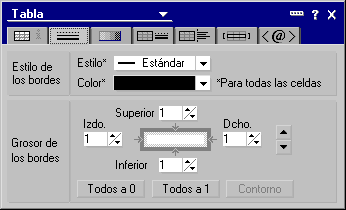 Tabla
<@>
Estilo de los bordes
Estilo*
Estándar
Color*
*Para todas las celdas
Grosor de los bordes
Superior 1
Izdo.
1
Dcho.
1
Inferior 1
Todos a 0
Todos a 1
Contorno